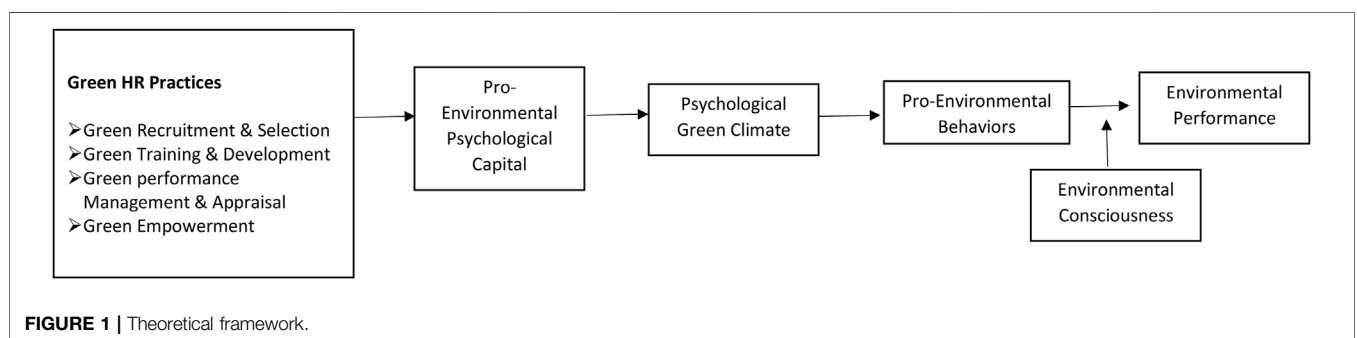 Green HR Practices
➢Green Recruitment & Selection
➢Green Training & Development
➢Green performance
Management & Appraisal
➢Green Empowerment
Pro-
Environmental
Psychological
Capital
Psychological
Green Climate
Pro-Environmental
Behaviors
Environmental
Performance
Environmental
Consciousness
FIGURE 1 | Theoretical framework.